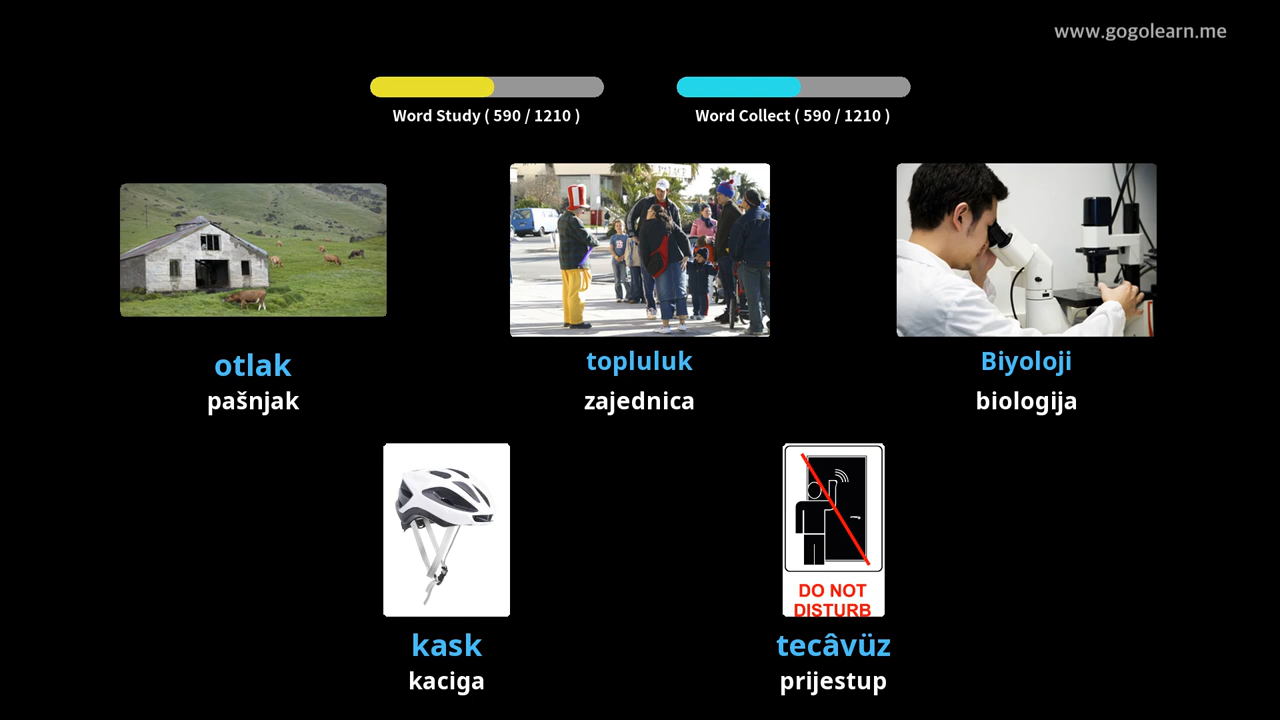 www.gogolearn.me
Word Study ( 590 / 1210 )
Word Collect ( 590 / 1210 )
otlak
pašnjak
topluluk
zajednica
Biyoloji
biologija
DO NOT
DISTURB
kask
kaciga
tecâvüz
prijestup